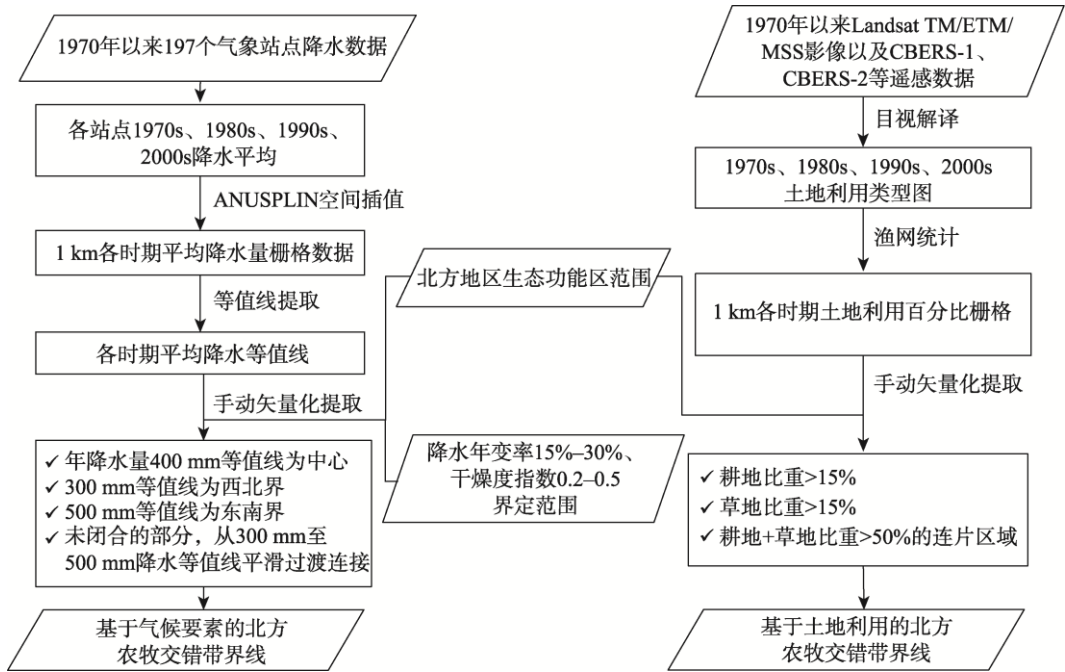 1970年以来197个气象站点降水数据
各站点1970s、1980s、1990s、
2000s降水平均
ANUSPLIN空间插值
1 km各时期平均降水量栅格数据
等值线提取
各时期平均降水等值线
手动矢量化提取
✓ 年降水量400 mm等值线为中心
✓ 300 mm等值线为西北界
✓ 500 mm等值线为东南界
✓ 未闭合的部分，从300 mm至
500 mm降水等值线平滑过渡连接
基于气候要素的北方
农牧交错带界线
北方地区生态功能区范围
降水年变率15%–30%、
干燥度指数0.2–0.5
界定范围
1970年以来Landsat TM/ETM/
MSS影像以及CBERS-1、
CBERS-2等遥感数据
目视解译
1970s、1980s、1990s、2000s
土地利用类型图
渔网统计
1 km各时期土地利用百分比栅格
手动矢量化提取
✓ 耕地比重>15%
✓ 草地比重>15%
✓ 耕地+草地比重>50%的连片区域
基于土地利用的北方
农牧交错带界线